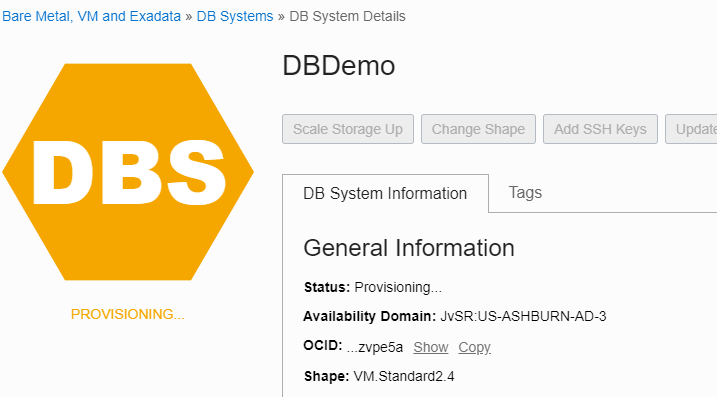 Bare Metal, VM and Exadata » DB Systems » DB System Details
DBDemo
DBS
Scale Storage Up Change Shape Add SSH Keys Update
DB System Information Tags
General Information
PROVISIONING...
Status: Provisioning...
Availability Domain: JvSR:US-ASHBURN-AD-3
OCID: ...zvpe5a Show Copy
Shape: VM.Standard2.4